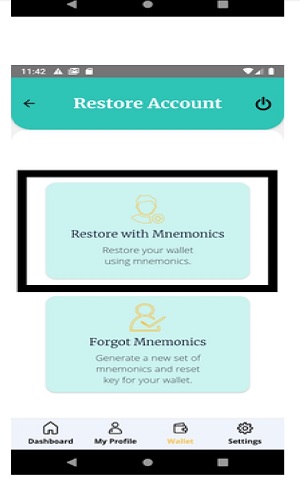 11:42
Restore Account
Restore with Mnemonics
Restore your wallet
using mnemonics.
Forgot Mnemonics
Generate a new set of
mnemonics and reset
key for your wallet.
Dashboard My Profile Wallet Settings